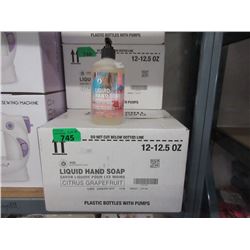 PLASTIC BOTTLES WITH PUMPS
12-12.5 OZ
SEWING MACHINE
LIQUID
HAND SOAP
745
DO NOT CUT BELOW DOTTED LINE
12-12.5 OZ
LIQUID HAND SOAP
SAVON LIQUIDE POUR LES MAINS
CITRUS GRAPEFRUIT
PLASTIC BOTTLES WITH PUMPS